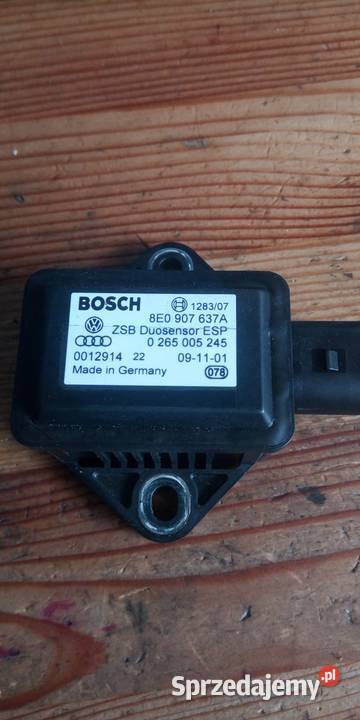 BOSCH 1283/07
8E0 907 637A
ZSB Duosensor ESP
0 265 005 245
0012914 22 09-11-01
Made in Germany 078
Sprzedajemy.pl